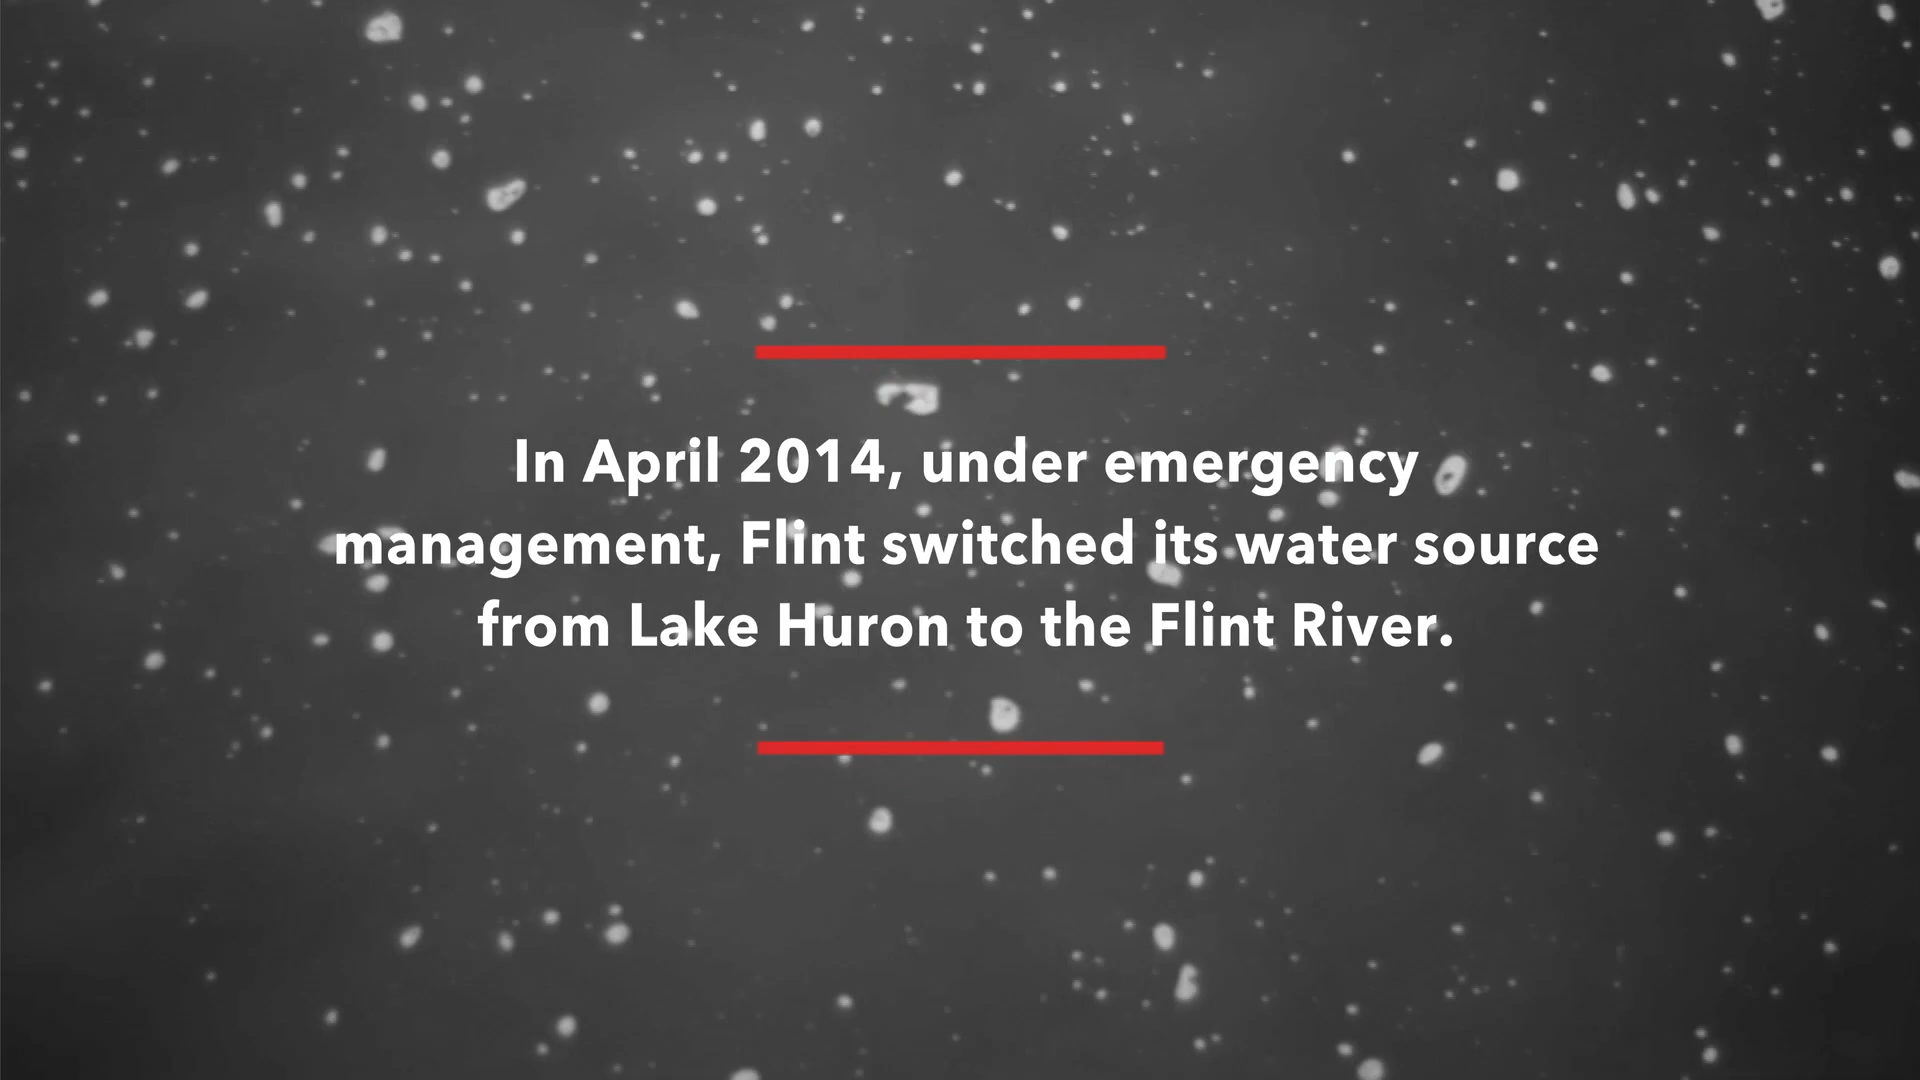 In April 2014, under emergency
management, Flint switched its water source
from Lake Huron to the Flint River.